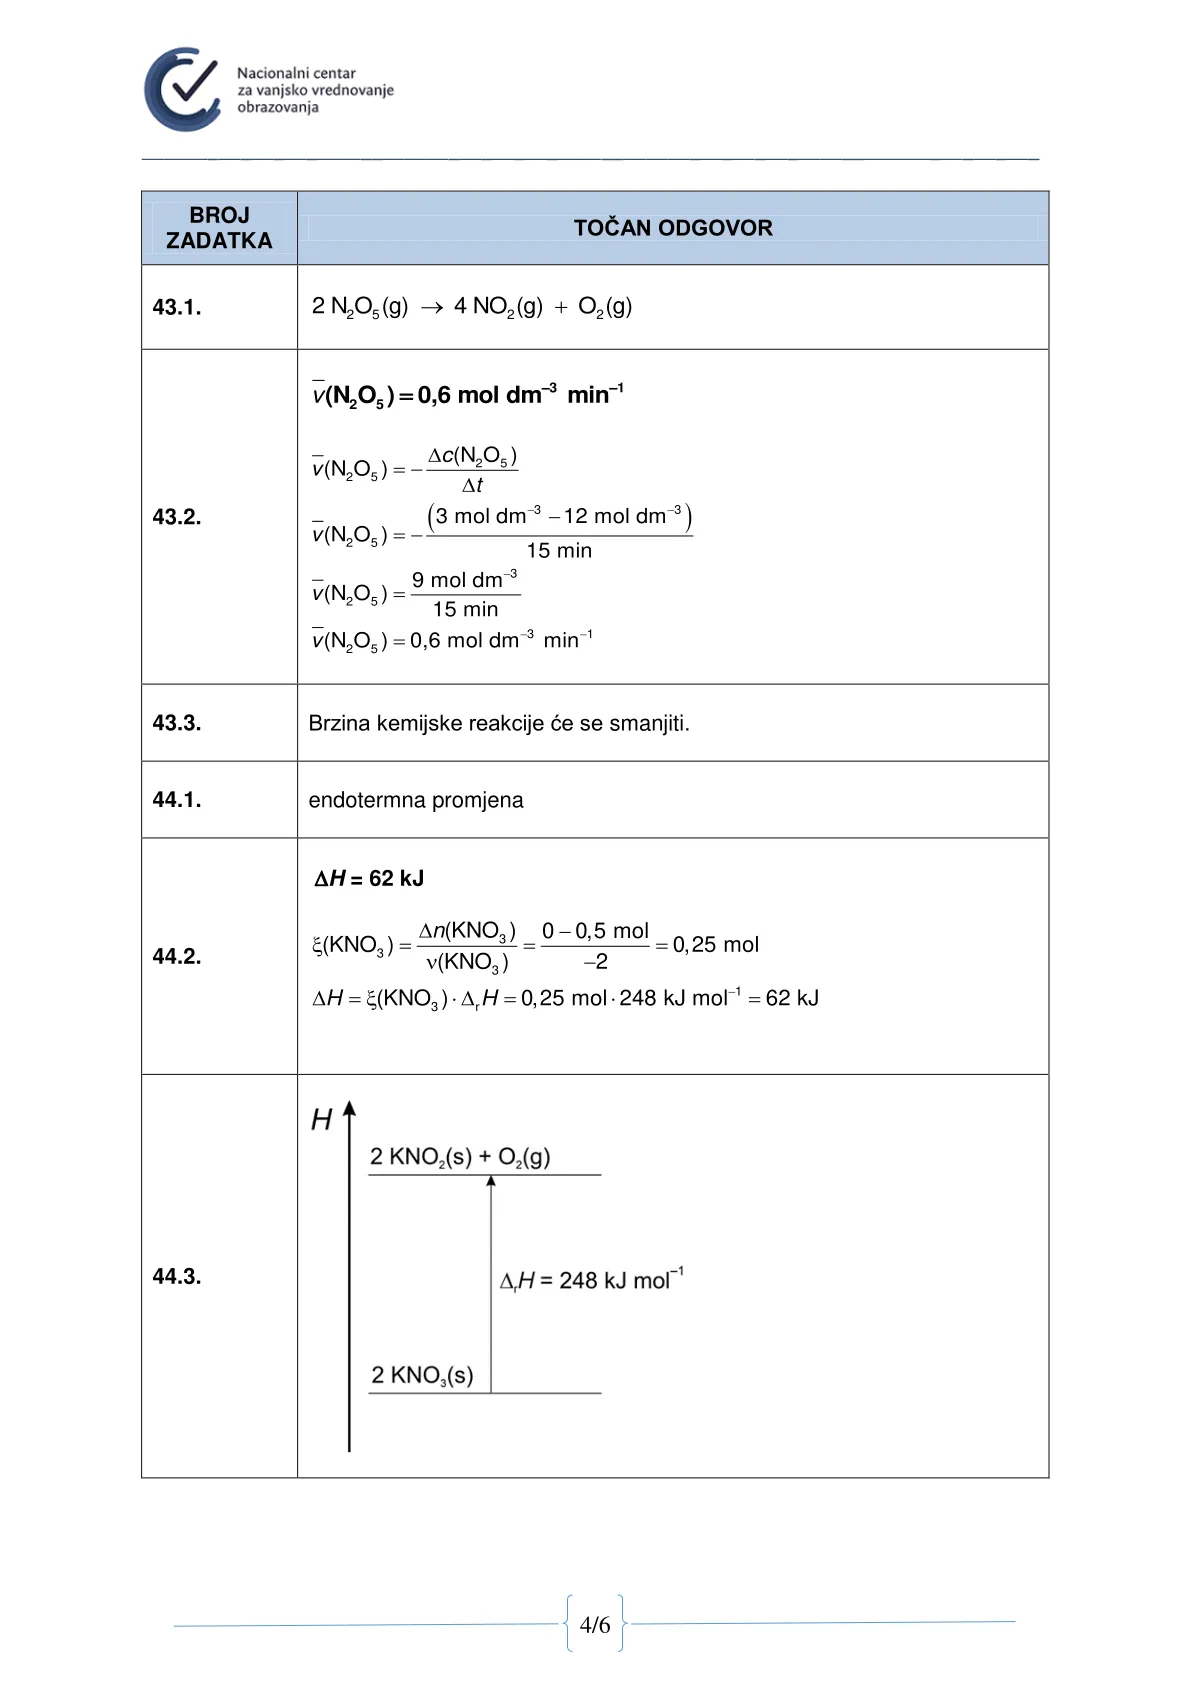 Nacionalni centar
za vanjsko vrednovanje
obrazovanja
BROJ
ZADATKA
TOČAN ODGOVOR
43.1.
2 N₂O₅(g) → 4 NO₂(g) + O₂(g)
43.2.
v̅(N₂O₅) = 0,6 mol dm⁻³ min⁻¹
v̅(N₂O₅) = − Δc(N₂O₅) / Δt
v̅(N₂O₅) = − (3 mol dm⁻³ − 12 mol dm⁻³) / 15 min
v̅(N₂O₅) = 9 mol dm⁻³ / 15 min
v̅(N₂O₅) = 0,6 mol dm⁻³ min⁻¹
43.3.
Brzina kemijske reakcije će se smanjiti.
44.1.
endotermna promjena
44.2.
ΔH = 62 kJ
ξ(KNO₃) = Δn(KNO₃) / ν(KNO₃) = 0 − 0,5 mol / −2 = 0,25 mol
ΔH = ξ(KNO₃) · ΔᵣH = 0,25 mol · 248 kJ mol⁻¹ = 62 kJ
44.3.
H
2 KNO₂(s) + O₂(g)
ΔᵣH = 248 kJ mol⁻¹
2 KNO₃(s)
4/6